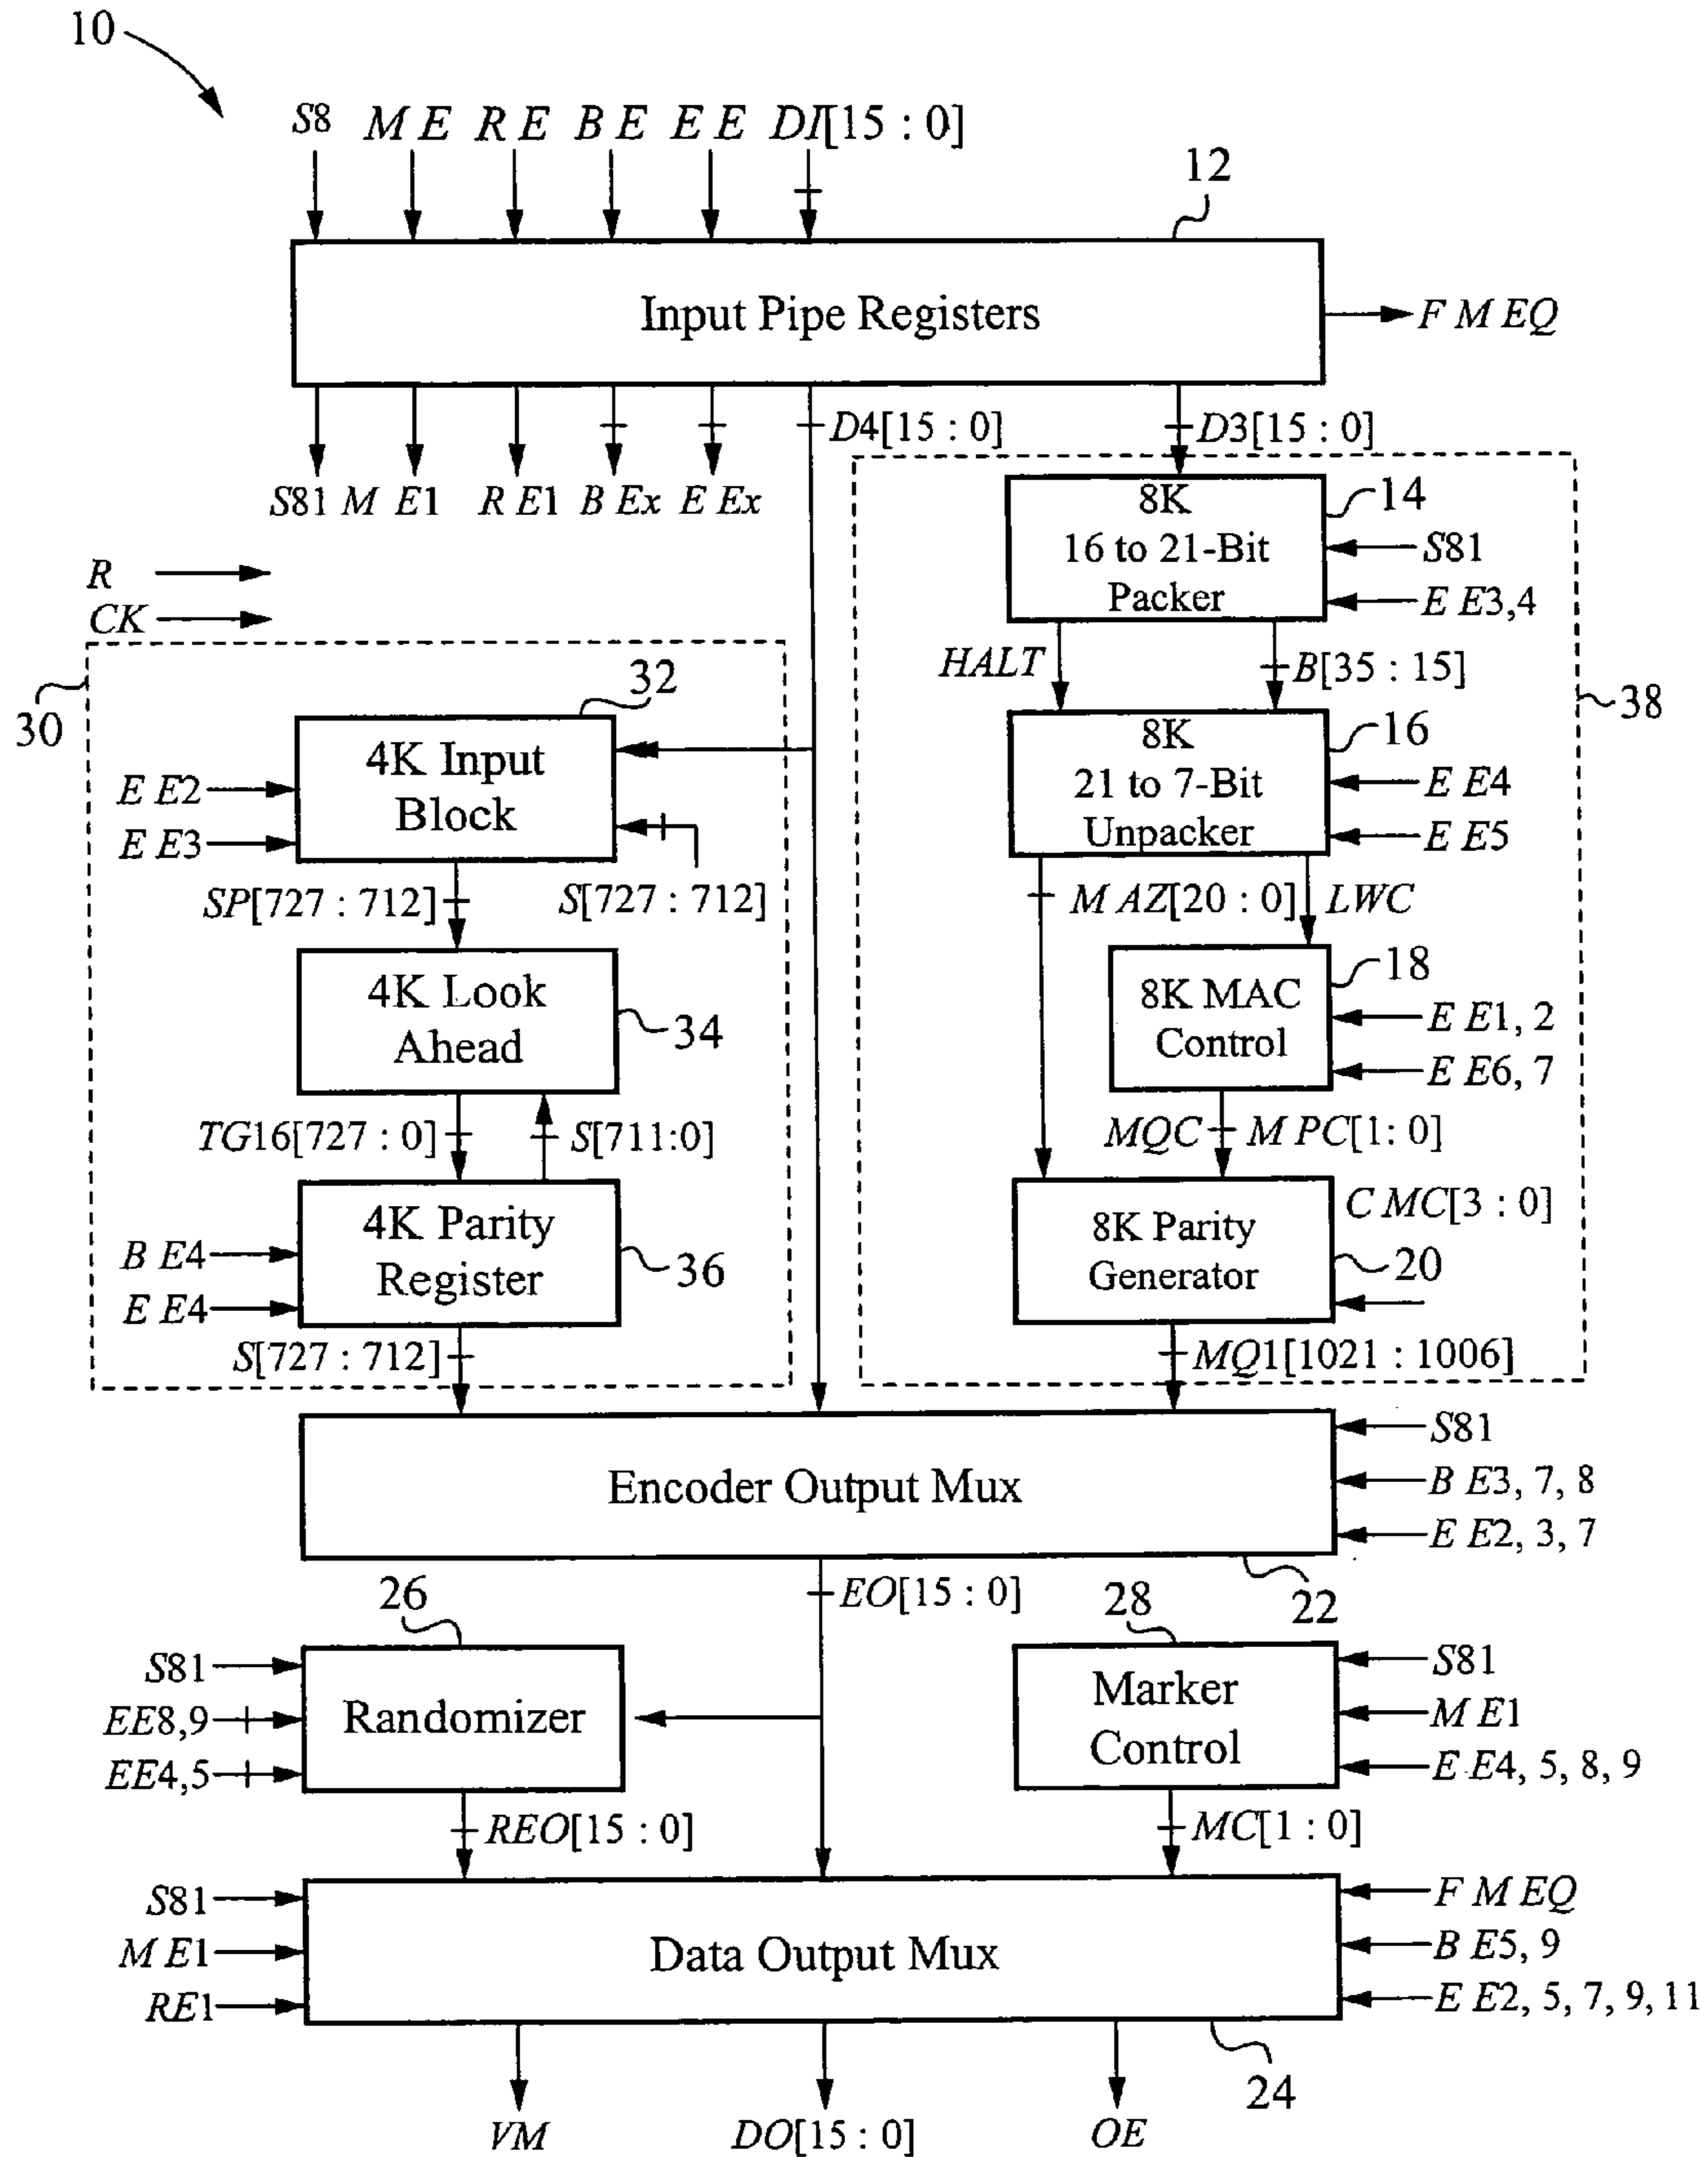 10
S8 M E R E B E E E DI[15 : 0]
12
Input Pipe Registers
F M EQ
D4[15 : 0]
D3[15 : 0]
S81 M E1 R E1 B Ex E Ex
R
CK
8K
16 to 21-Bit
Packer
14
S81
E E3,4
HALT
B[35 : 15]
38
8K
21 to 7-Bit
Unpacker
16
E E4
E E5
M AZ[20 : 0]
LWC
8K MAC
Control
18
E E1, 2
E E6, 7
MQC
M PC[1: 0]
C MC[3 : 0]
8K Parity
Generator
20
MQ1[1021 : 1006]
30
32
4K Input
Block
E E2
E E3
SP[727 : 712]
S[727 : 712]
4K Look
Ahead
34
TG16[727 : 0]
S[711:0]
4K Parity
Register
36
B E4
E E4
S[727 : 712]
Encoder Output Mux
S81
B E3, 7, 8
E E2, 3, 7
22
EO[15 : 0]
26
Randomizer
S81
EE8,9
EE4,5
REO[15 : 0]
28
Marker
Control
S81
M E1
E E4, 5, 8, 9
MC[1 : 0]
Data Output Mux
S81
M E1
RE1
F M EQ
B E5, 9
E E2, 5, 7, 9, 11
24
VM
DO[15 : 0]
OE